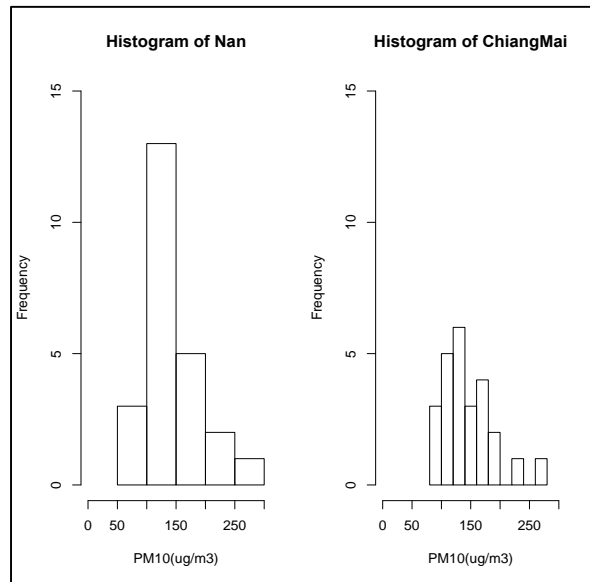 Histogram of Nan
15
10
5
0
Frequency
0 50 150 250
PM10(ug/m3)
Histogram of ChiangMai
15
10
5
0
Frequency
0 50 150 250
PM10(ug/m3)